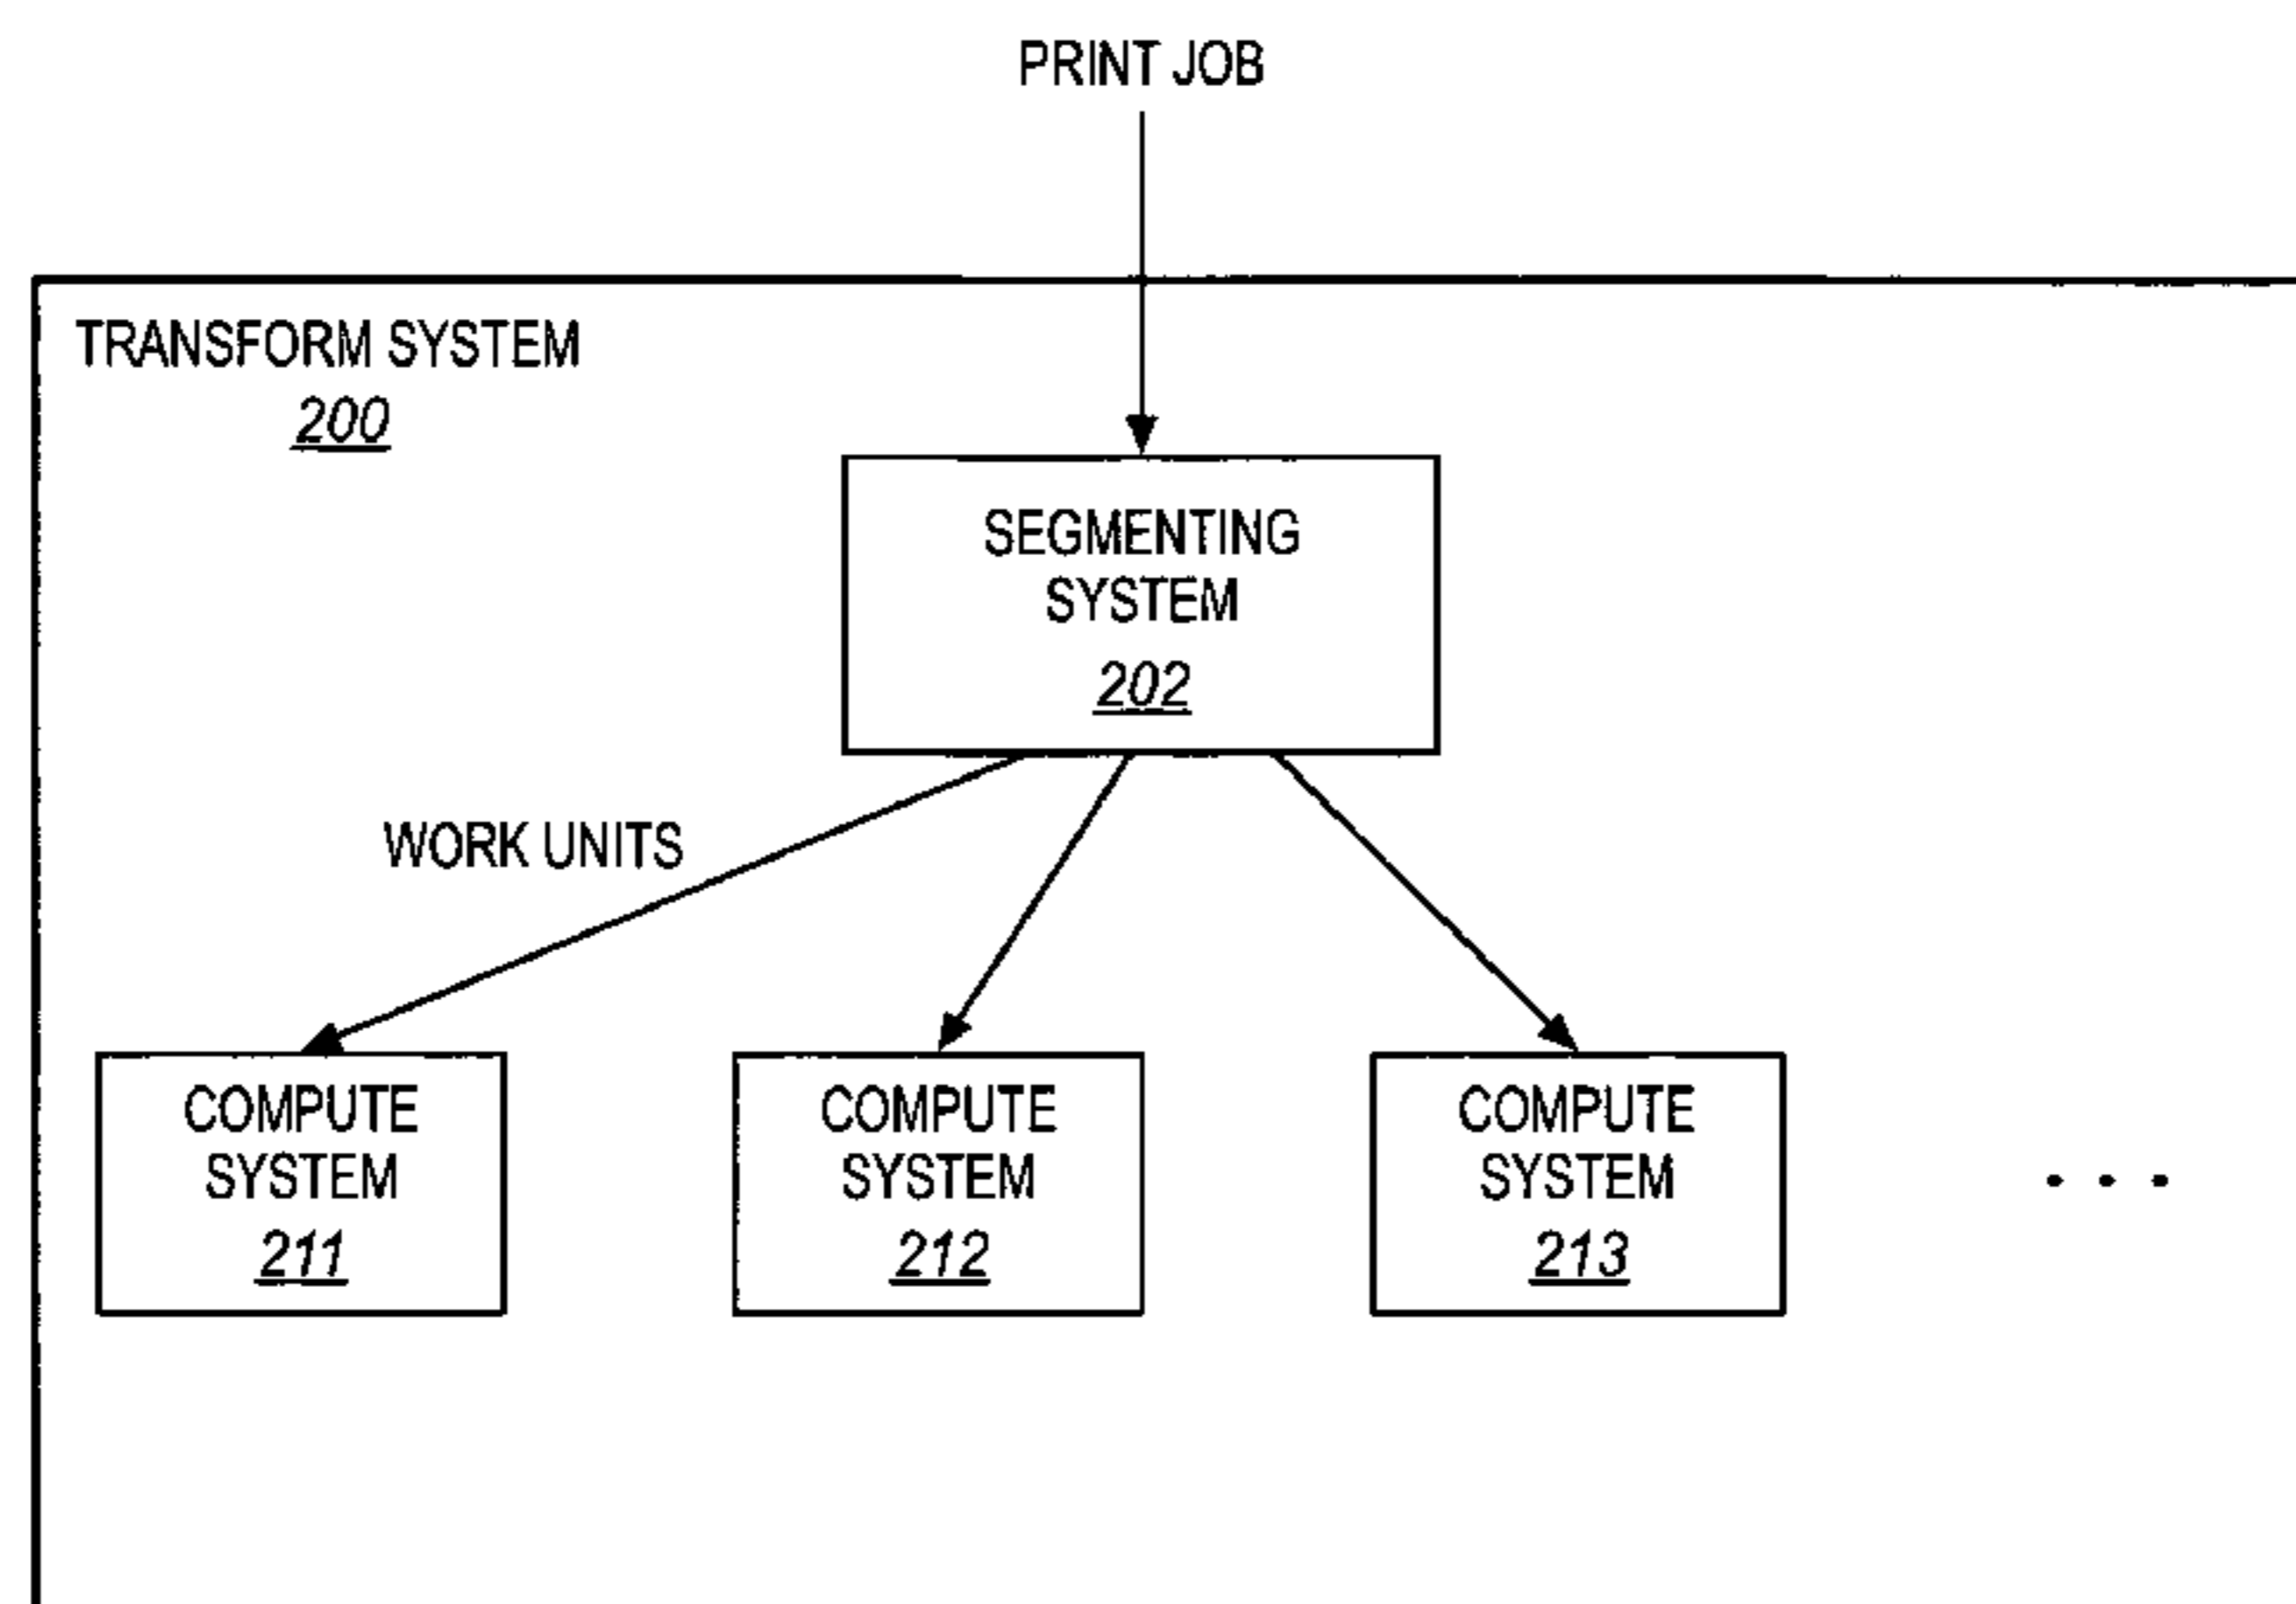 PRINT JOB
TRANSFORM SYSTEM
200
SEGMENTING
SYSTEM
202
WORK UNITS
COMPUTE
SYSTEM
211
COMPUTE
SYSTEM
212
COMPUTE
SYSTEM
213
. . .